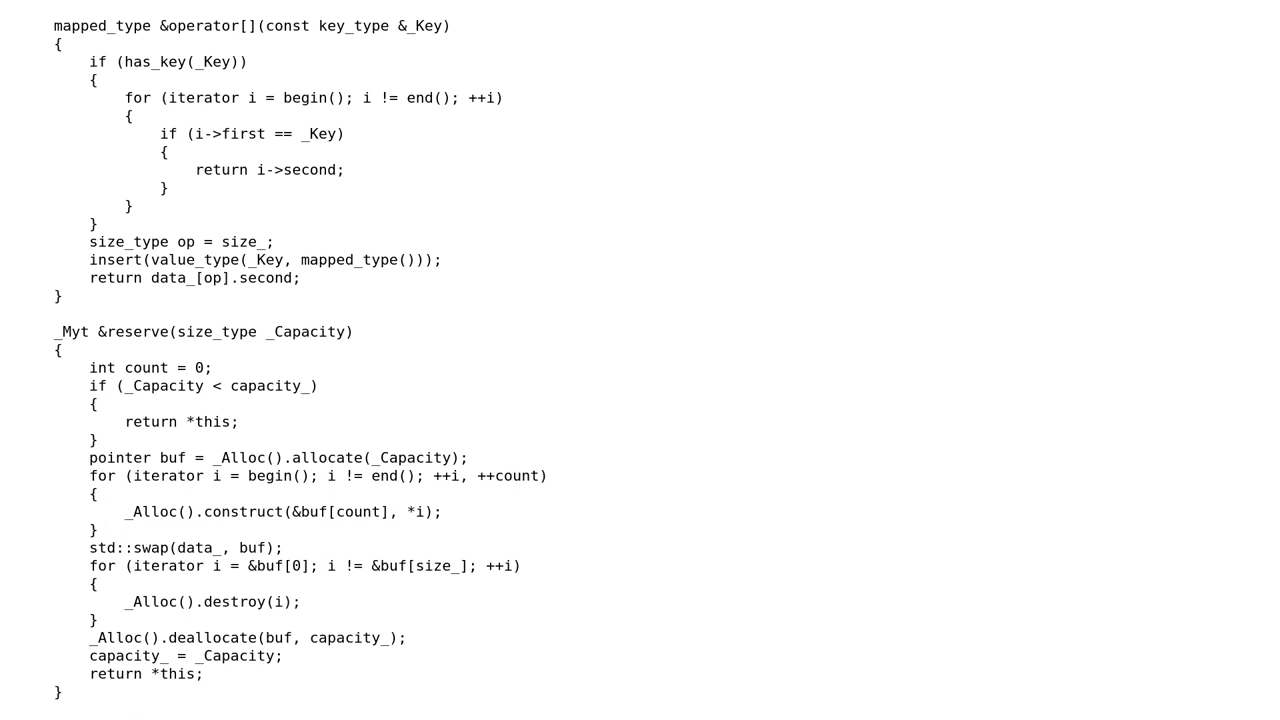 mapped_type &operator[](const key_type &_Key)
{
    if (has_key(_Key))
    {
        for (iterator i = begin(); i != end(); ++i)
        {
            if (i->first == _Key)
            {
                return i->second;
            }
        }
    }
    size_type op = size_;
    insert(value_type(_Key, mapped_type()));
    return data_[op].second;
}

_Myt &reserve(size_type _Capacity)
{
    int count = 0;
    if (_Capacity < capacity_)
    {
        return *this;
    }
    pointer buf = _Alloc().allocate(_Capacity);
    for (iterator i = begin(); i != end(); ++i, ++count)
    {
        _Alloc().construct(&buf[count], *i);
    }
    std::swap(data_, buf);
    for (iterator i = &buf[0]; i != &buf[size_]; ++i)
    {
        _Alloc().destroy(i);
    }
    _Alloc().deallocate(buf, capacity_);
    capacity_ = _Capacity;
    return *this;
}